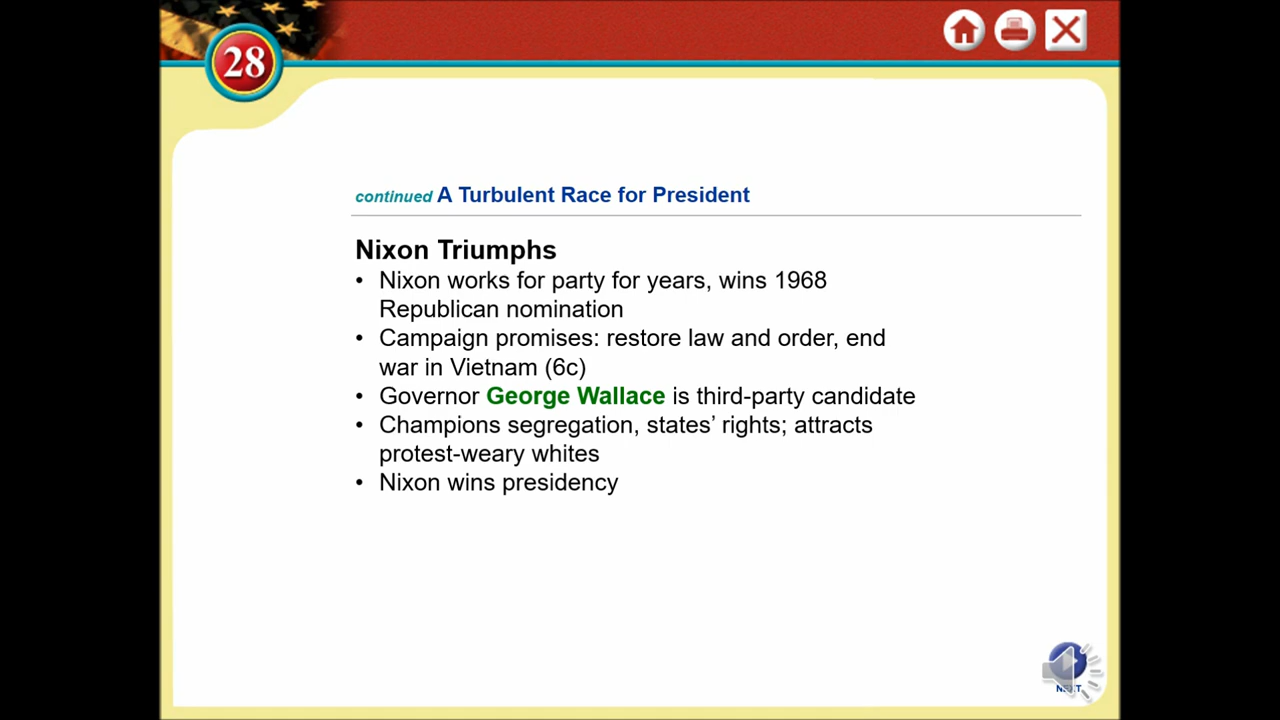 28
continued A Turbulent Race for President
Nixon Triumphs
• Nixon works for party for years, wins 1968
Republican nomination
• Campaign promises: restore law and order, end
war in Vietnam (6c)
• Governor George Wallace is third-party candidate
• Champions segregation, states’ rights; attracts
protest-weary whites
• Nixon wins presidency